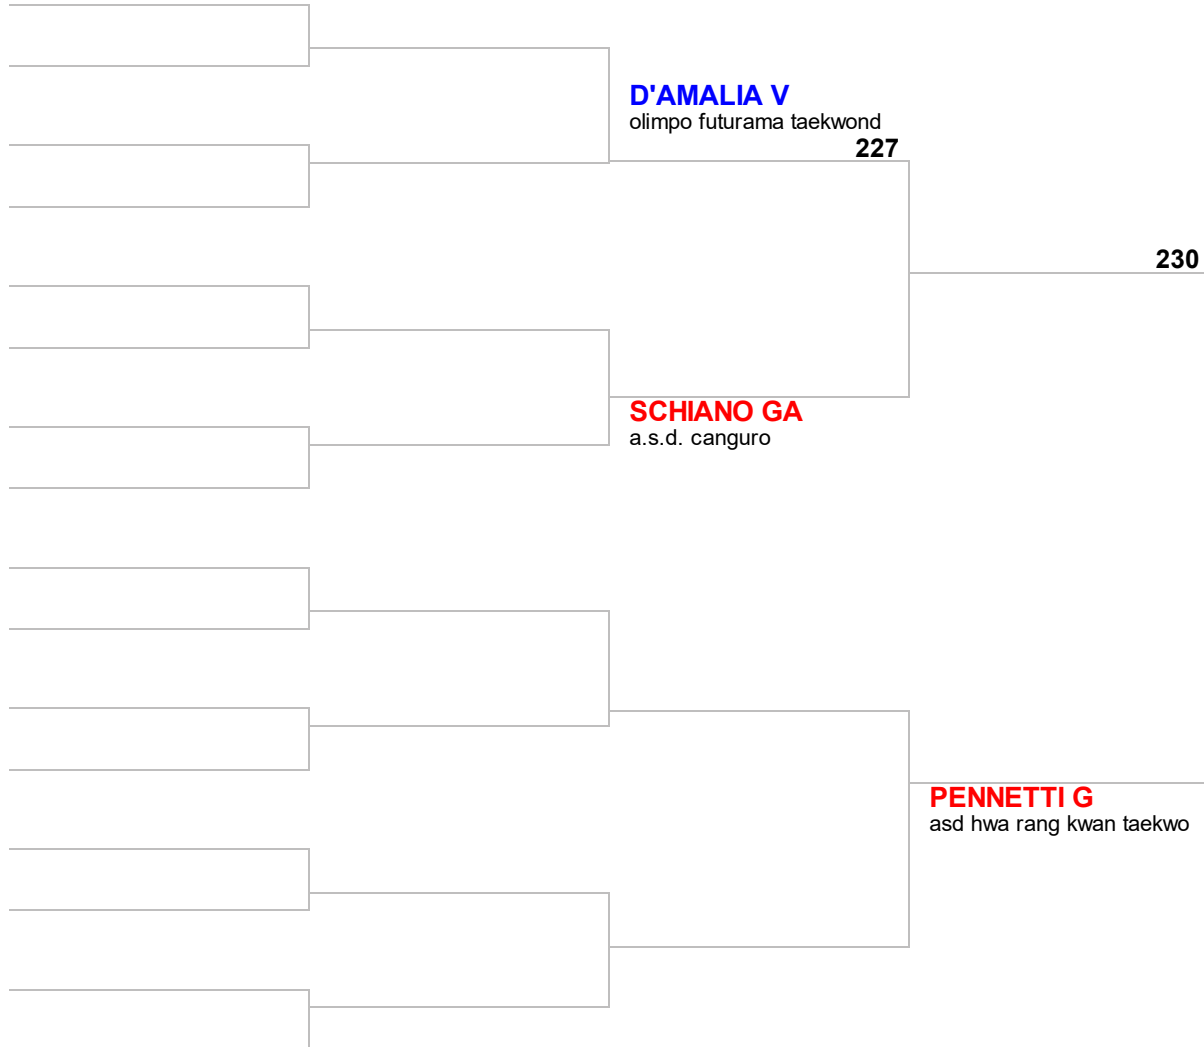 D'AMALIA V
olimpo futurama taekwond
227
230
SCHIANO GA
a.s.d. canguro
PENNETTI G
asd hwa rang kwan taekwo